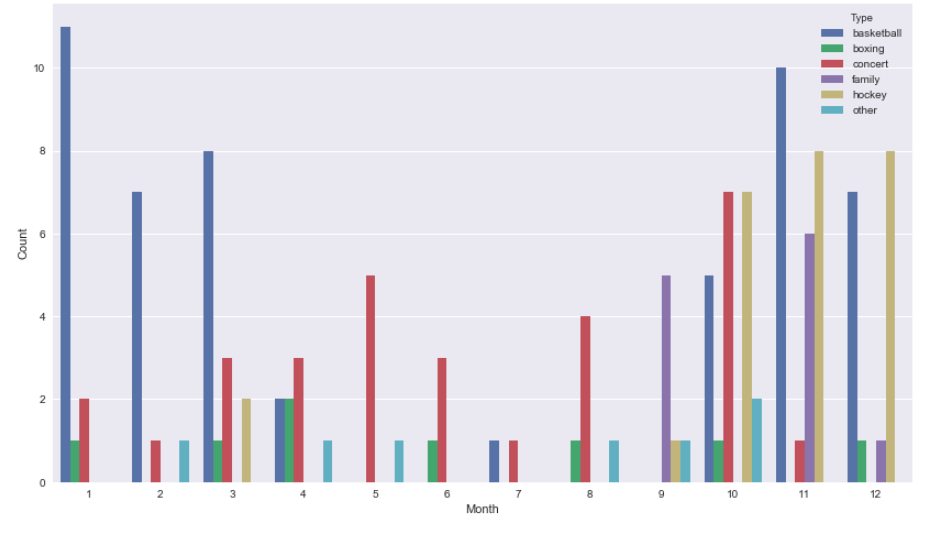 Type
basketball
boxing
concert
family
hockey
other
10
8
6
4
2
0
Count
1 2 3 4 5 6 7 8 9 10 11 12
Month